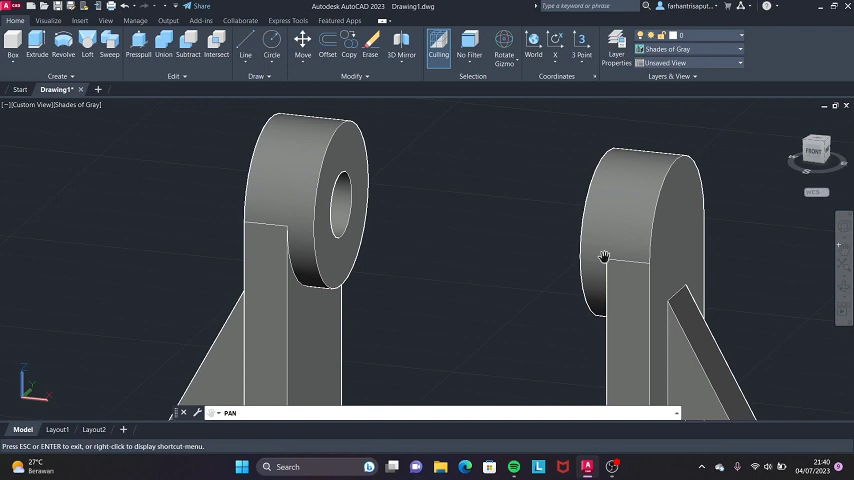 Share
Autodesk AutoCAD 2023 Drawing1.dwg
Type a keyword or phrase
farhantrisaput...
Home Insert Annotate View Manage Output Add-ins Collaborate Express Tools Featured Apps
Box Extrude Revolve Loft Sweep
Presspull Union Subtract Intersect
Line Circle
Move Offset Copy Erase 3D Mirror
Culling No Filter
Rotate Gizmo
World X 3 Point
Layer Properties
0
Shades of Gray
Unsaved View
Create Edit Draw Modify Selection Coordinates Layers & View
Start Drawing1*
[−][Custom View][Shades of Gray]
FRONT
WCS
Z
Y
X
PAN
Model Layout1 Layout2
Press ESC or ENTER to exit, or right-click to display shortcut-menu.
27°C
Berawan
Search
21:40
04/07/2023